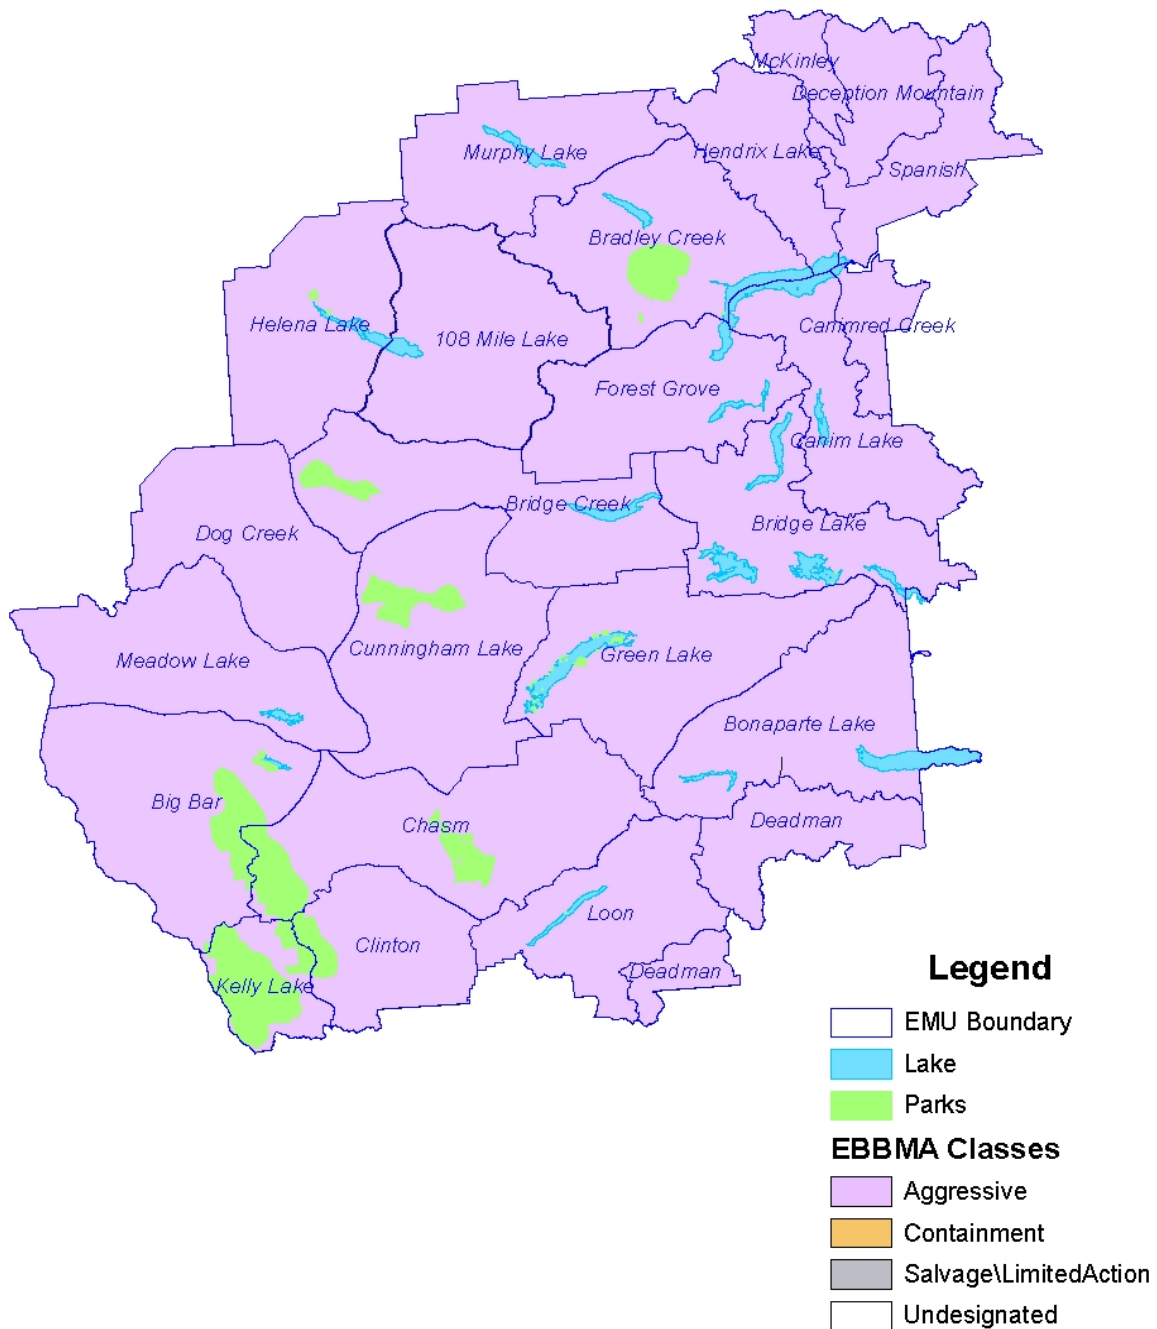 McKinley
Deception Mountain
Murphy Lake
Hendrix Lake
Spanish
Bradley Creek
Helena Lake
108 Mile Lake
Canimred Creek
Forest Grove
Canim Lake
Bridge Creek
Bridge Lake
Dog Creek
Cunningham Lake
Green Lake
Meadow Lake
Bonaparte Lake
Big Bar
Chasm
Deadman
Loon
Clinton
Deadman
Kelly Lake
Legend
EMU Boundary
Lake
Parks
EBBMA Classes
Aggressive
Containment
Salvage\LimitedAction
Undesignated